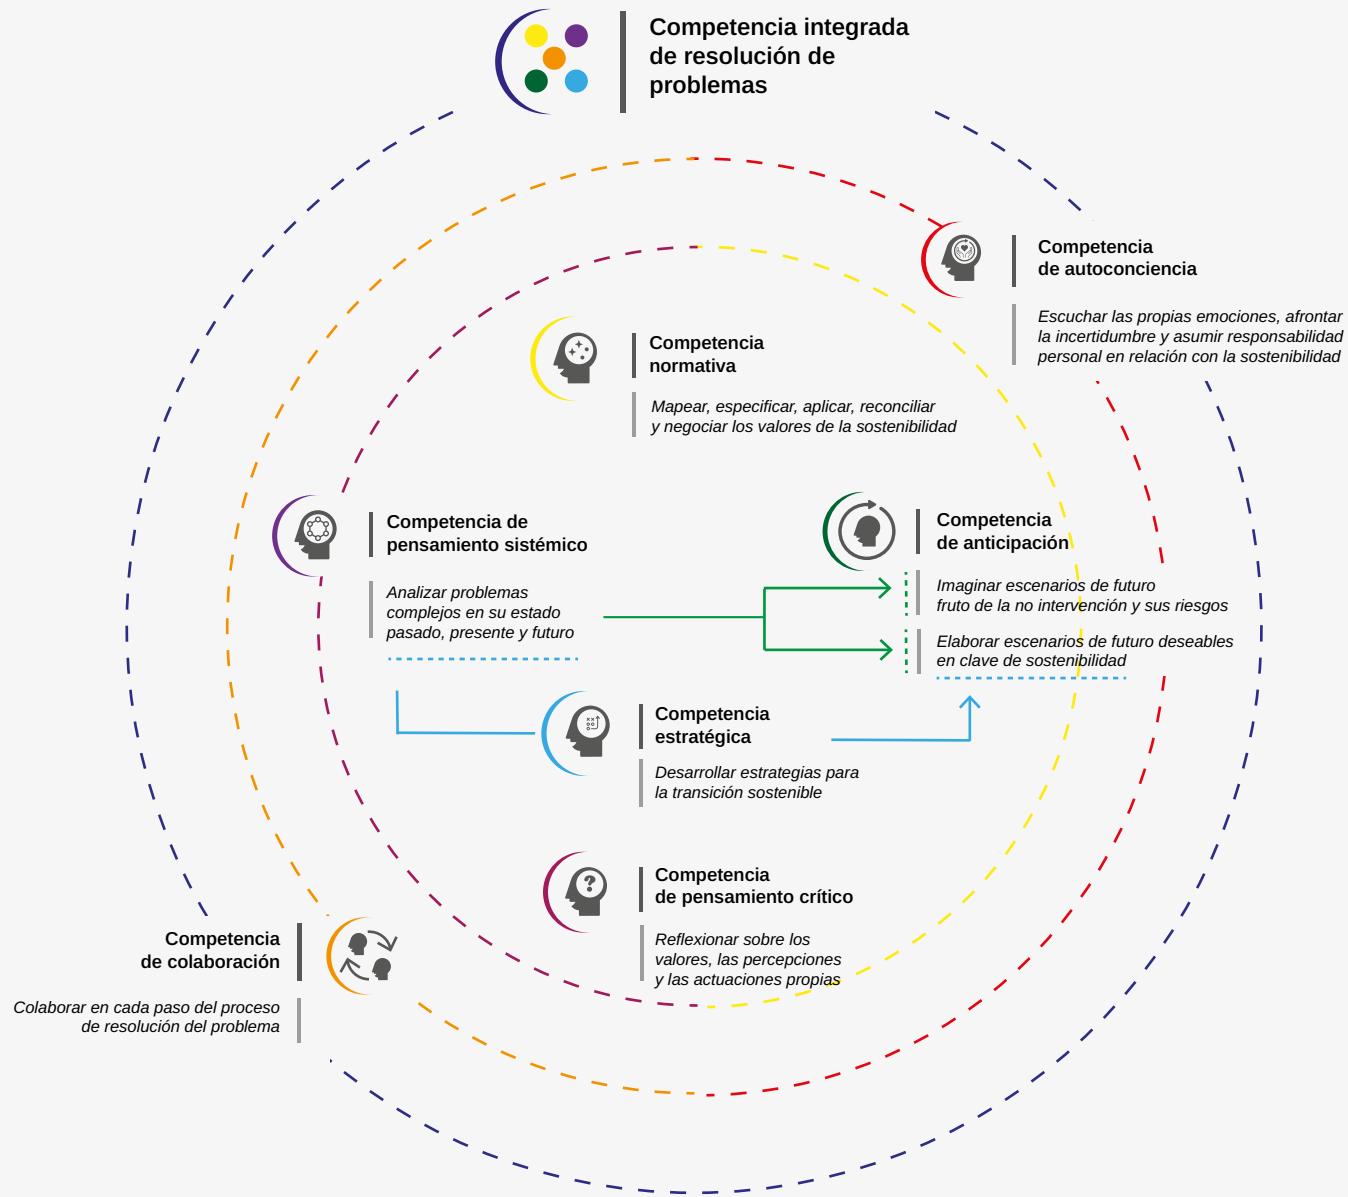 Competencia integrada
de resolución de
problemas
Competencia
de autoconciencia
Escuchar las propias emociones, afrontar
la incertidumbre y asumir responsabilidad
personal en relación con la sostenibilidad
Competencia
normativa
Mapear, especificar, aplicar, reconciliar
y negociar los valores de la sostenibilidad
Competencia de
pensamiento sistémico
Analizar problemas
complejos en su estado
pasado, presente y futuro
Competencia
de anticipación
Imaginar escenarios de futuro
fruto de la no intervención y sus riesgos
Elaborar escenarios de futuro deseables
en clave de sostenibilidad
Competencia
estratégica
Desarrollar estrategias para
la transición sostenible
Competencia
de pensamiento crítico
Reflexionar sobre los
valores, las percepciones
y las actuaciones propias
Competencia
de colaboración
Colaborar en cada paso del proceso
de resolución del problema